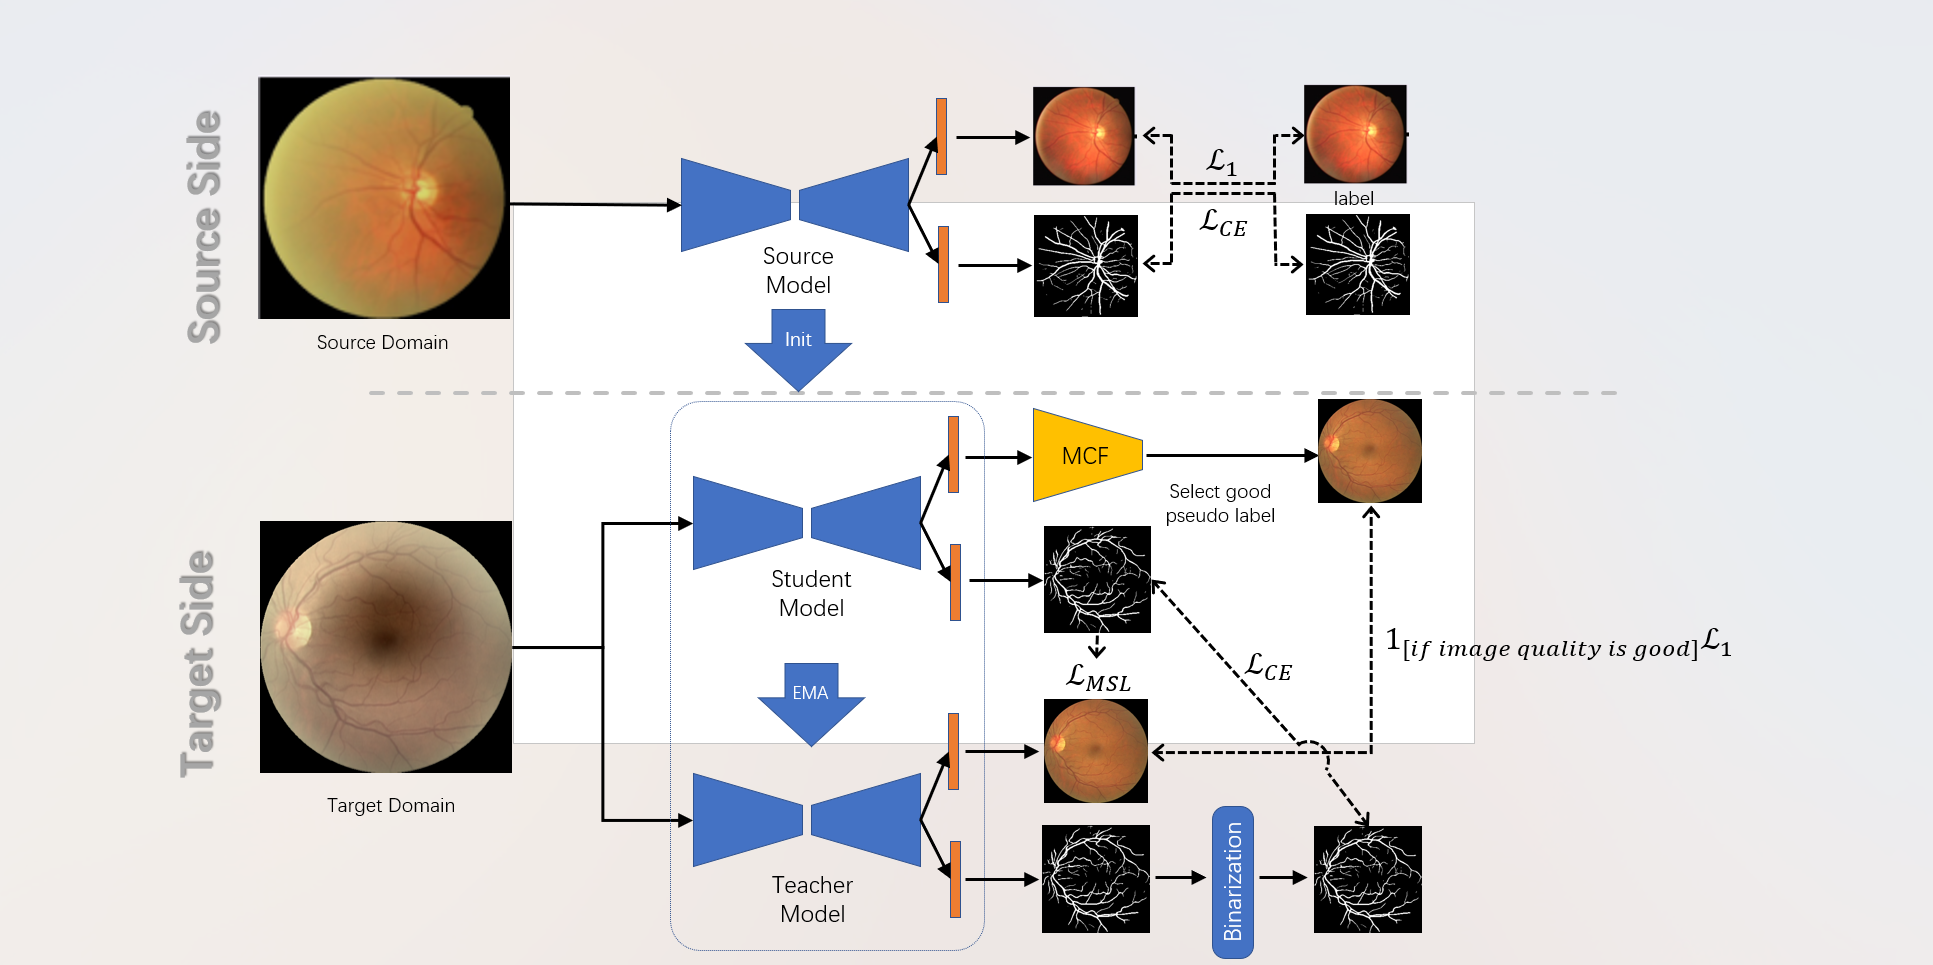 Source Side
Source Domain
Source
Model
Init
ℒ1
ℒCE
label
Target Side
Target Domain
Student
Model
EMA
Teacher
Model
MCF
Select good
pseudo label
ℒMSL
ℒCE
1[if image quality is good]ℒ1
Binarization